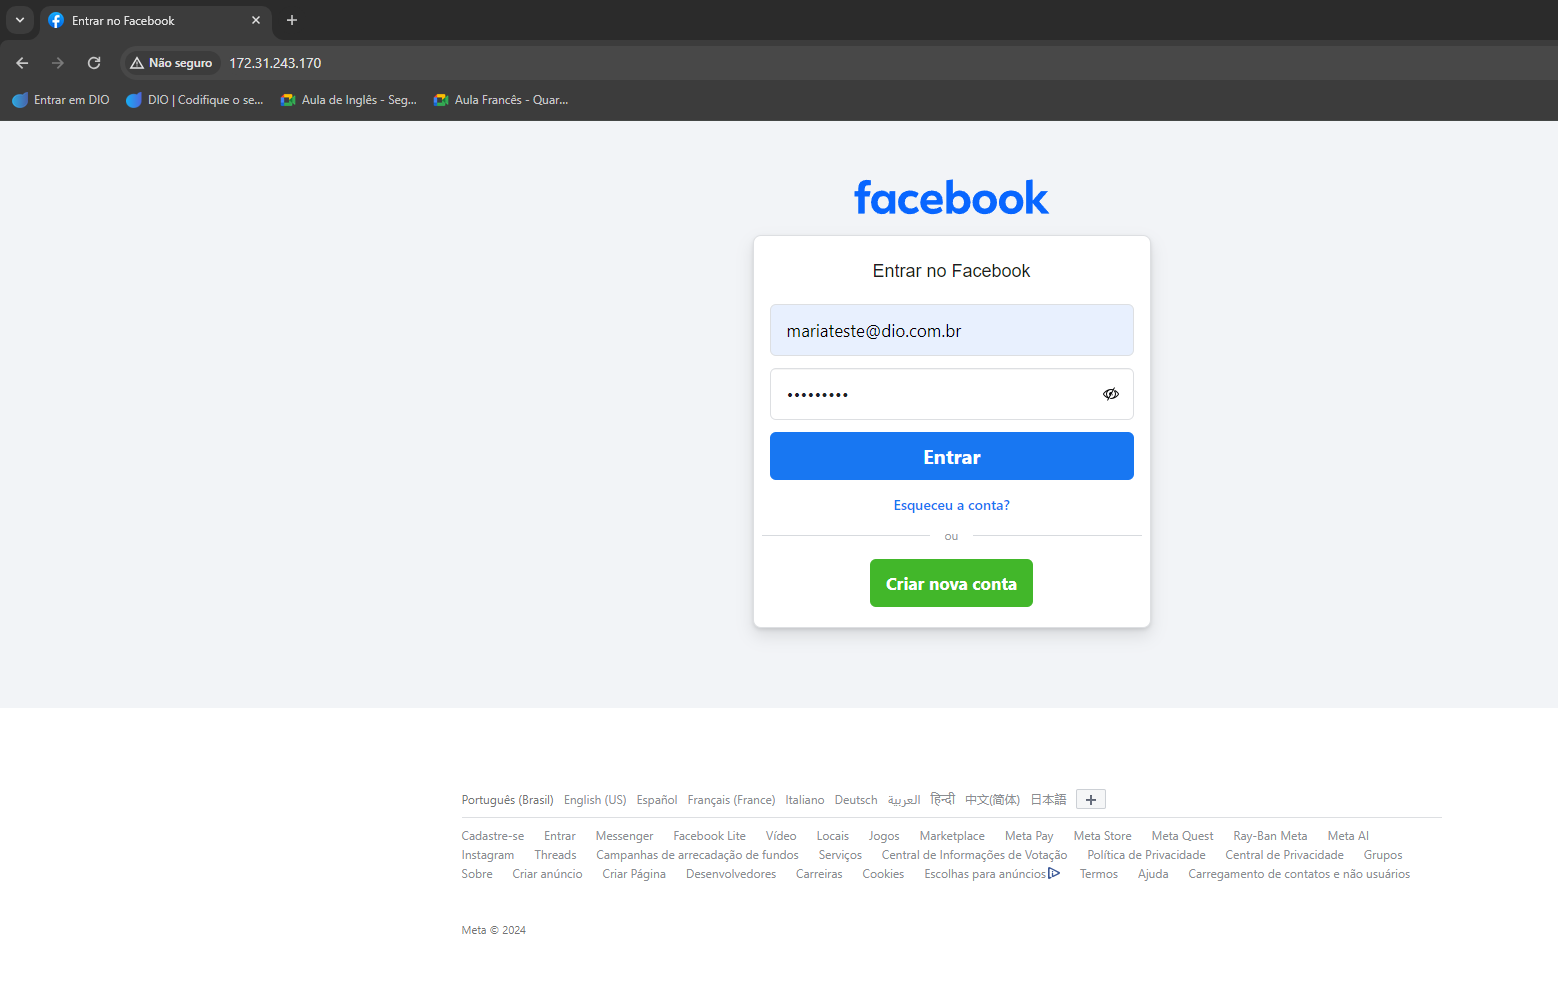 Entrar no Facebook
Não seguro 172.31.243.170
Entrar em DIO DIO | Codifique o se... Aula de Inglês - Seg... Aula Francês - Quar...
facebook
Entrar no Facebook
mariateste@dio.com.br
•••••••••
Entrar
Esqueceu a conta?
ou
Criar nova conta
Português (Brasil) English (US) Español Français (France) Italiano Deutsch العربية हिन्दी 中文(简体) 日本語
Cadastre-se Entrar Messenger Facebook Lite Vídeo Locais Jogos Marketplace Meta Pay Meta Store Meta Quest Ray-Ban Meta Meta AI
Instagram Threads Campanhas de arrecadação de fundos Serviços Central de Informações de Votação Política de Privacidade Central de Privacidade Grupos
Sobre Criar anúncio Criar Página Desenvolvedores Carreiras Cookies Escolhas para anúncios Termos Ajuda Carregamento de contatos e não usuários
Meta © 2024